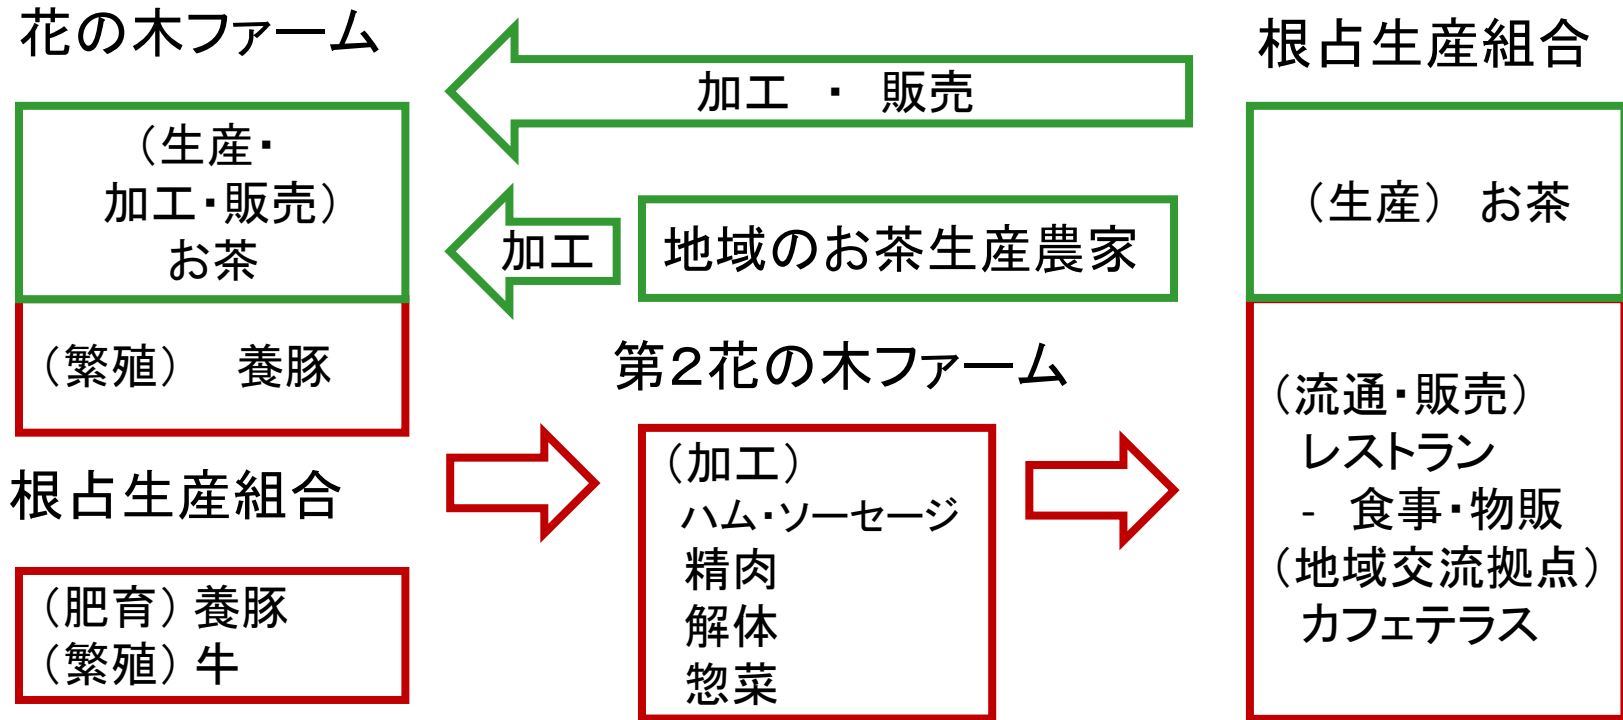 花の木ファーム
(生産・
加工・販売)
お茶
(繁殖) 養豚
根占生産組合
(肥育) 養豚
(繁殖) 牛
加工 ・ 販売
加工
地域のお茶生産農家
第2花の木ファーム
(加工)
ハム・ソーセージ
精肉
解体
惣菜
根占生産組合
(生産) お茶
(流通・販売)
レストラン
- 食事・物販
(地域交流拠点)
カフェテラス